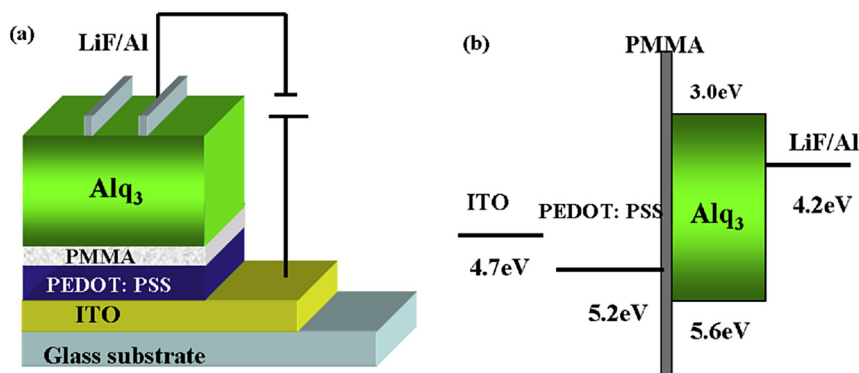 (a)
LiF/Al
Alq₃
PMMA
PEDOT: PSS
ITO
Glass substrate
(b)
PMMA
3.0eV
LiF/Al
ITO
PEDOT: PSS
Alq₃
4.2eV
4.7eV
5.2eV
5.6eV